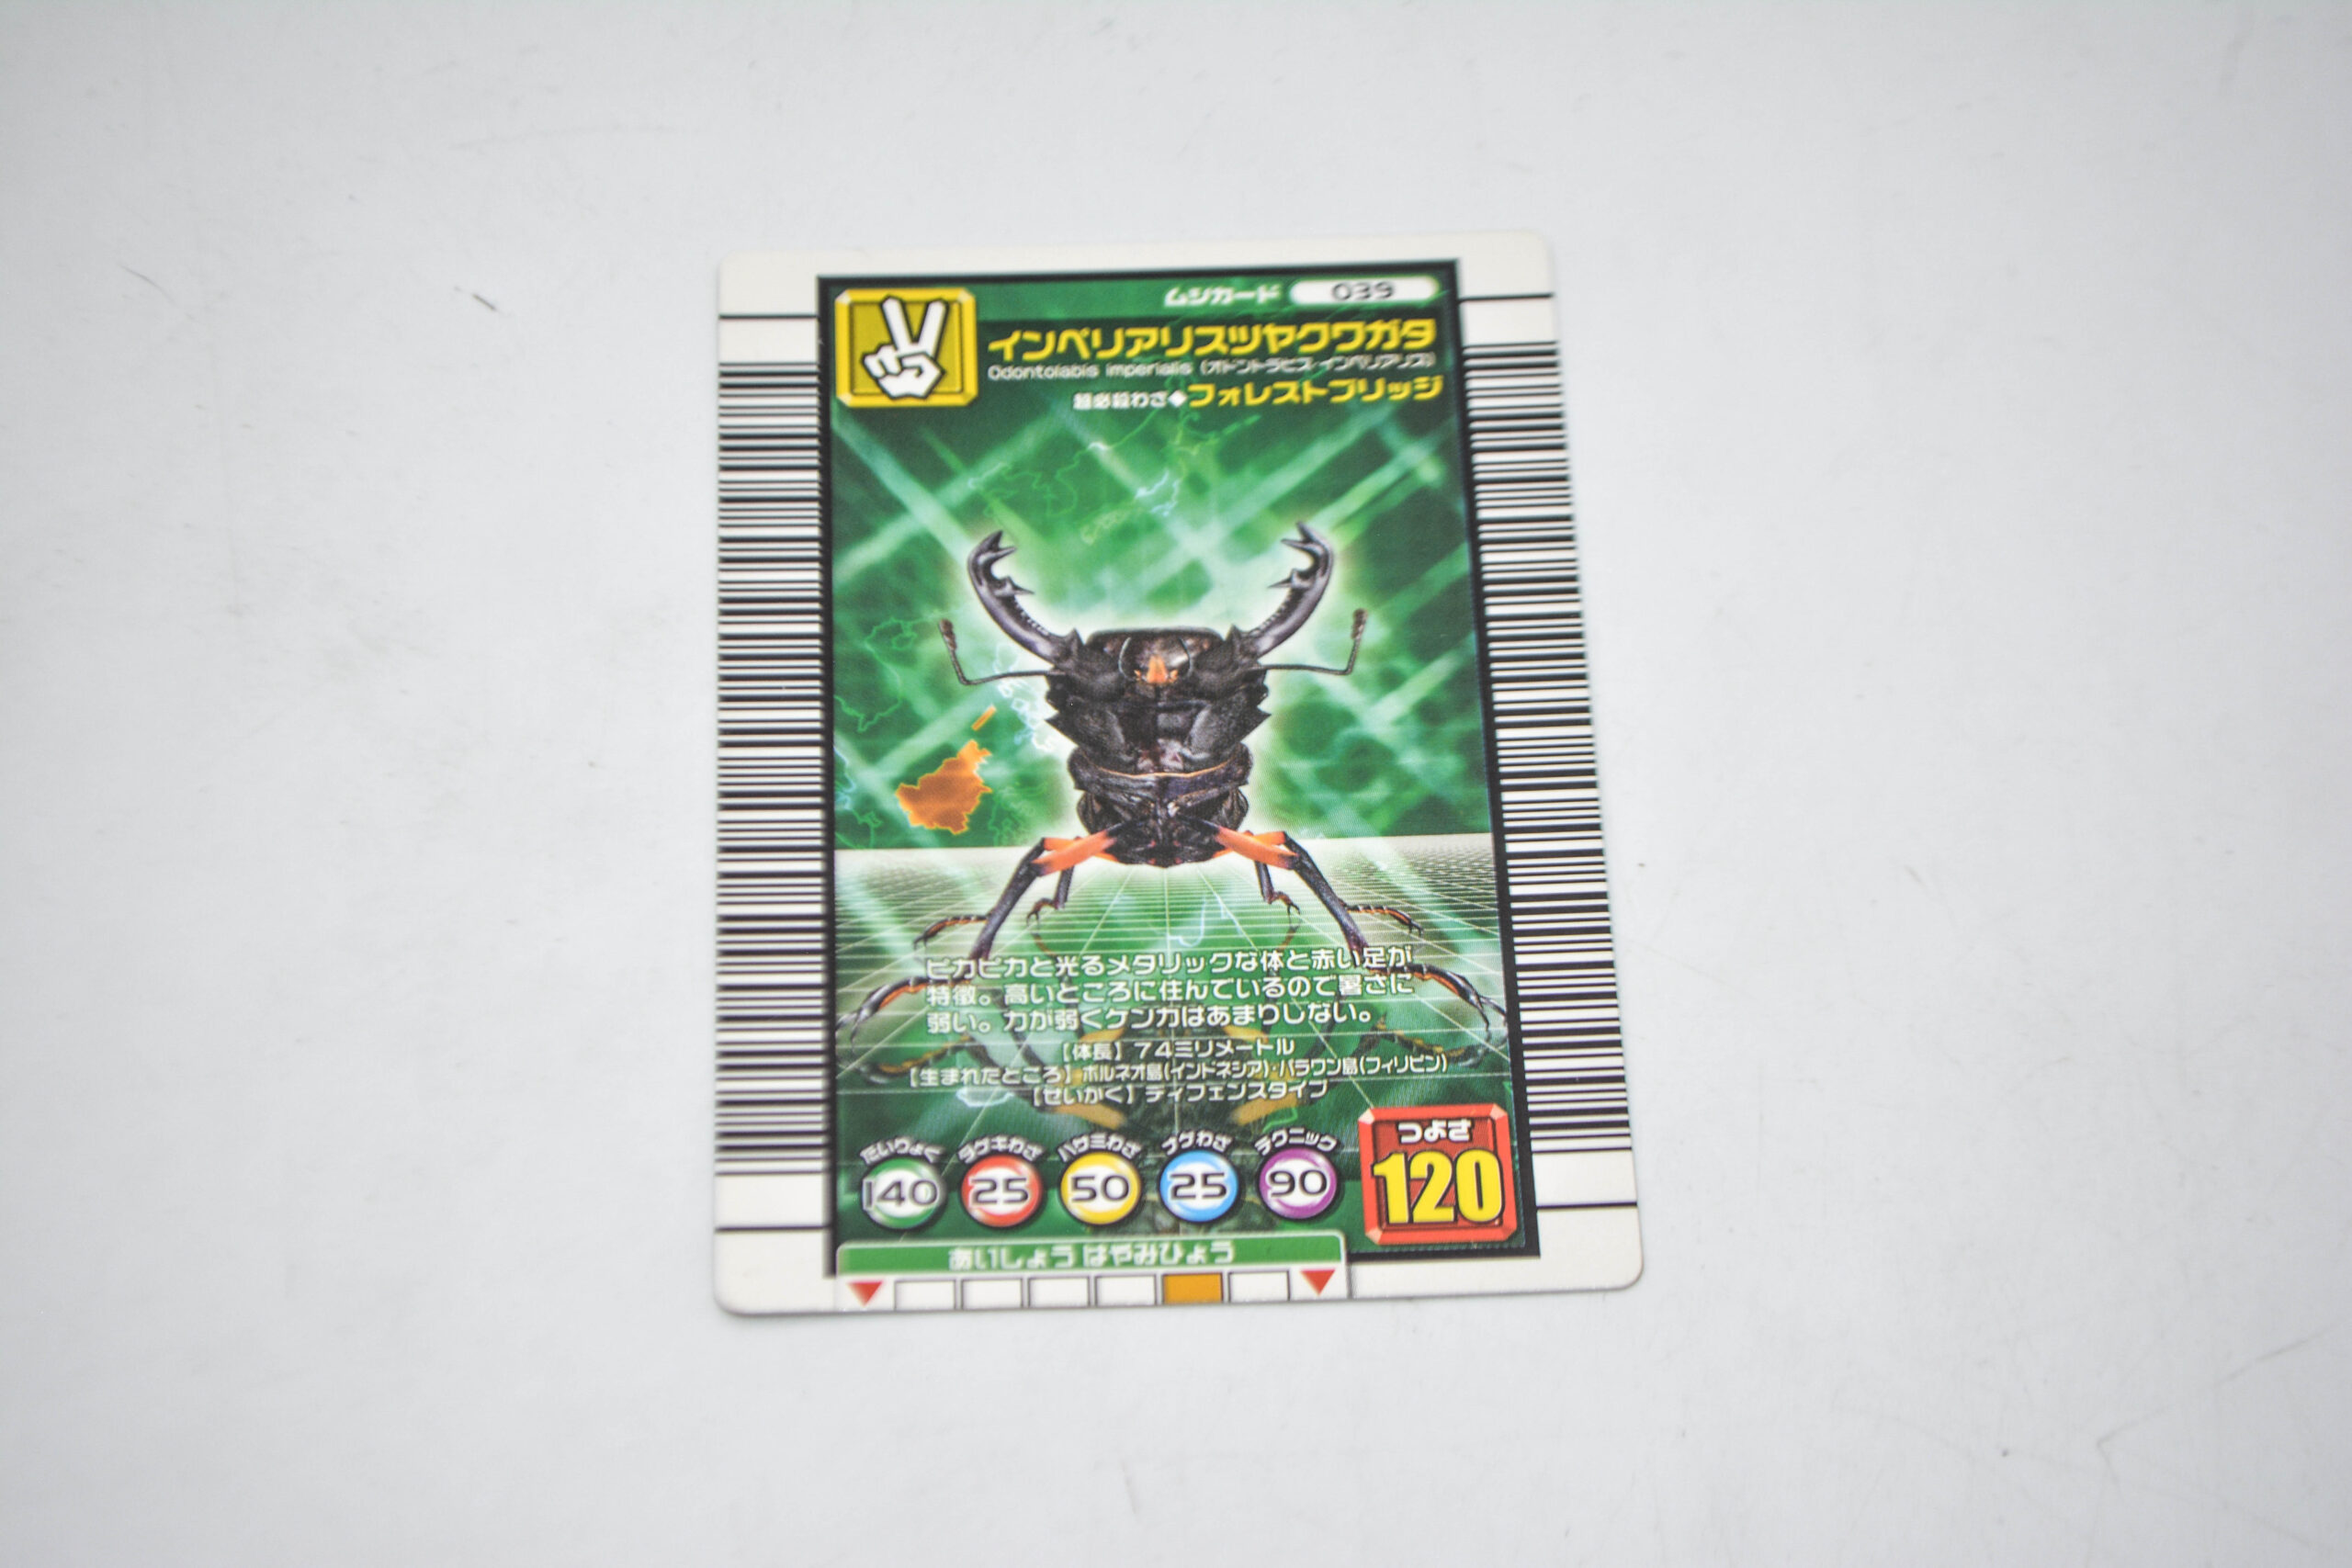 ムシカード 039
インペリアリスツヤクワガタ
Odontolabis imperialis (オドントラビス・インペリアリス)
超必殺わざ◆フォレストブリッジ
ピカピカと光るメタリックな体と赤い足が
特徴。高いところに住んでいるので暑さに
弱い。力が弱くケンカはあまりしない。
【体長】74ミリメートル
【生まれたところ】ボルネオ島(インドネシア)・パラワン島(フィリピン)
【せいかく】ディフェンスタイプ
たいりょく ダゲキわざ ハサミわざ ナゲわざ テクニック つよさ
140 25 50 25 90 120
あいしょう はやみひょう